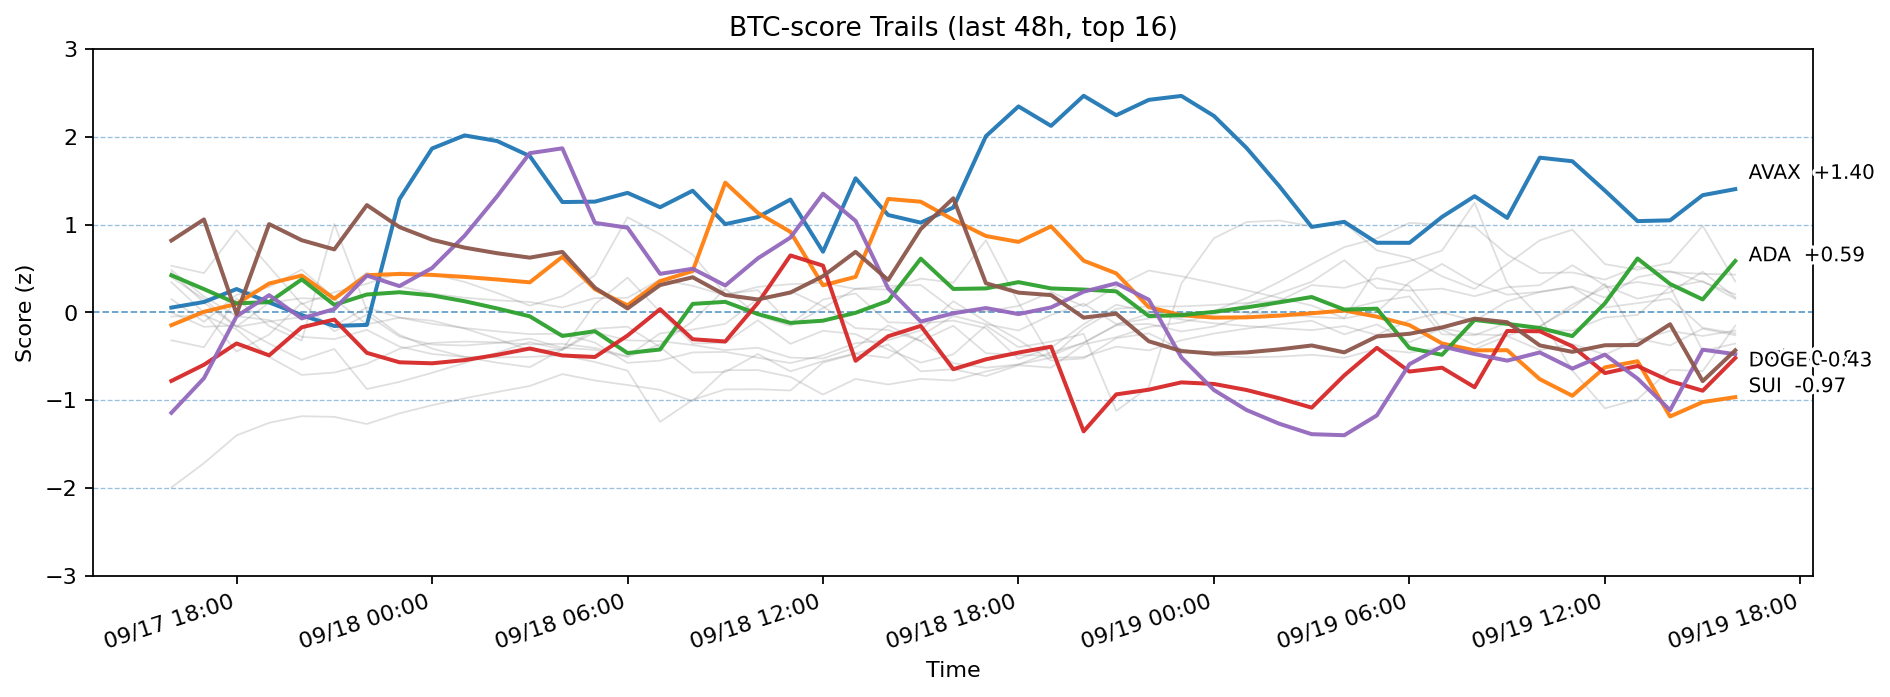 BTC-score Trails (last 48h, top 16)
3
2
1
0
−1
−2
−3
Score (z)
AVAX +1.40
ADA +0.59
DOGE -0.43
SUI -0.97
09/17 18:00
09/18 00:00
09/18 06:00
09/18 12:00
09/18 18:00
09/19 00:00
09/19 06:00
09/19 12:00
09/19 18:00
Time